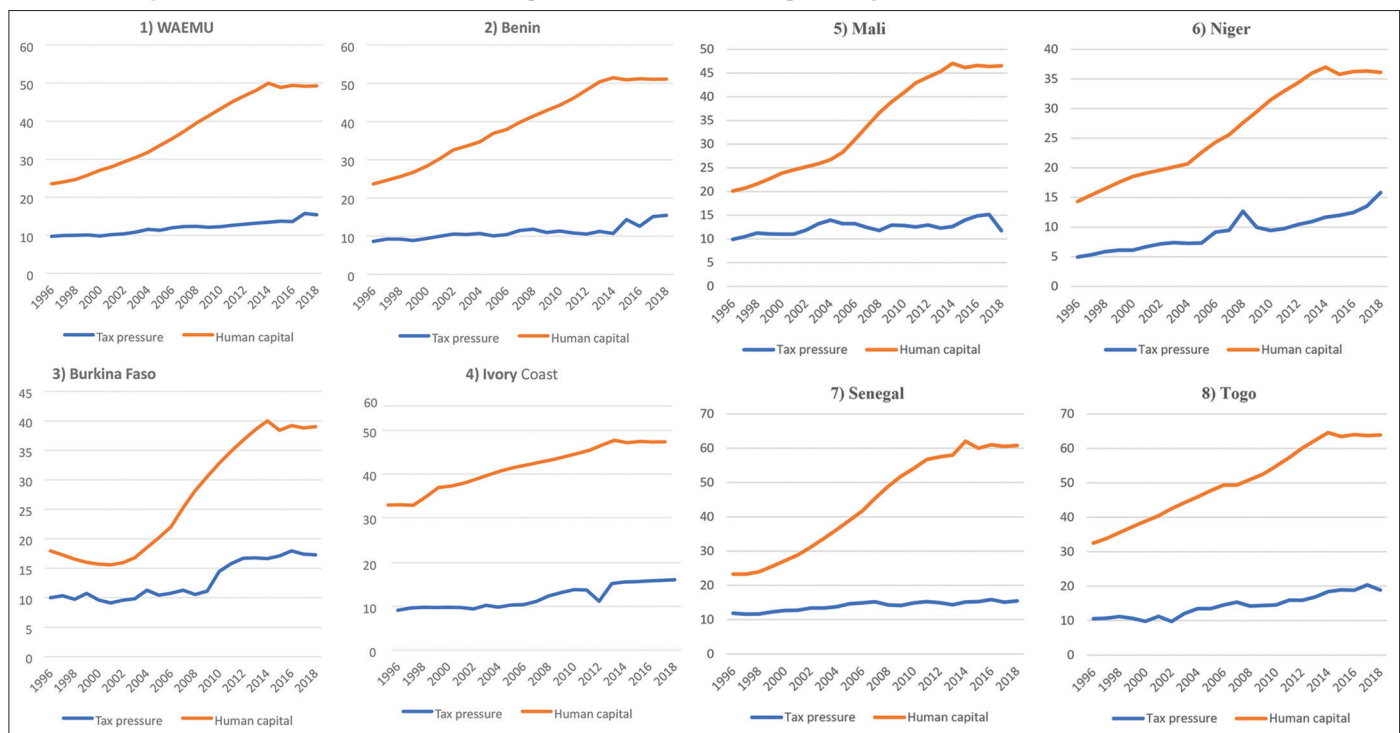 1) WAEMU
60
50
40
30
20
10
0
1996 1998 2000 2002 2004 2006 2008 2010 2012 2014 2016 2018
Tax pressure Human capital
2) Benin
60
50
40
30
20
10
0
1996 1998 2000 2002 2004 2006 2008 2010 2012 2014 2016 2018
Tax pressure Human capital
5) Mali
50
45
40
35
30
25
20
15
10
5
0
1996 1998 2000 2002 2004 2006 2008 2010 2012 2014 2016 2018
Tax pressure Human capital
6) Niger
40
35
30
25
20
15
10
5
0
1996 1998 2000 2002 2004 2006 2008 2010 2012 2014 2016 2018
Tax pressure Human capital
3) Burkina Faso
45
40
35
30
25
20
15
10
5
0
1996 1998 2000 2002 2004 2006 2008 2010 2012 2014 2016 2018
Tax pressure Human capital
4) Ivory Coast
60
50
40
30
20
10
0
1996 1998 2000 2002 2004 2006 2008 2010 2012 2014 2016 2018
Tax pressure Human capital
7) Senegal
70
60
50
40
30
20
10
0
1996 1998 2000 2002 2004 2006 2008 2010 2012 2014 2016 2018
Tax pressure Human capital
8) Togo
70
60
50
40
30
20
10
0
1996 1998 2000 2002 2004 2006 2008 2010 2012 2014 2016 2018
Tax pressure Human capital